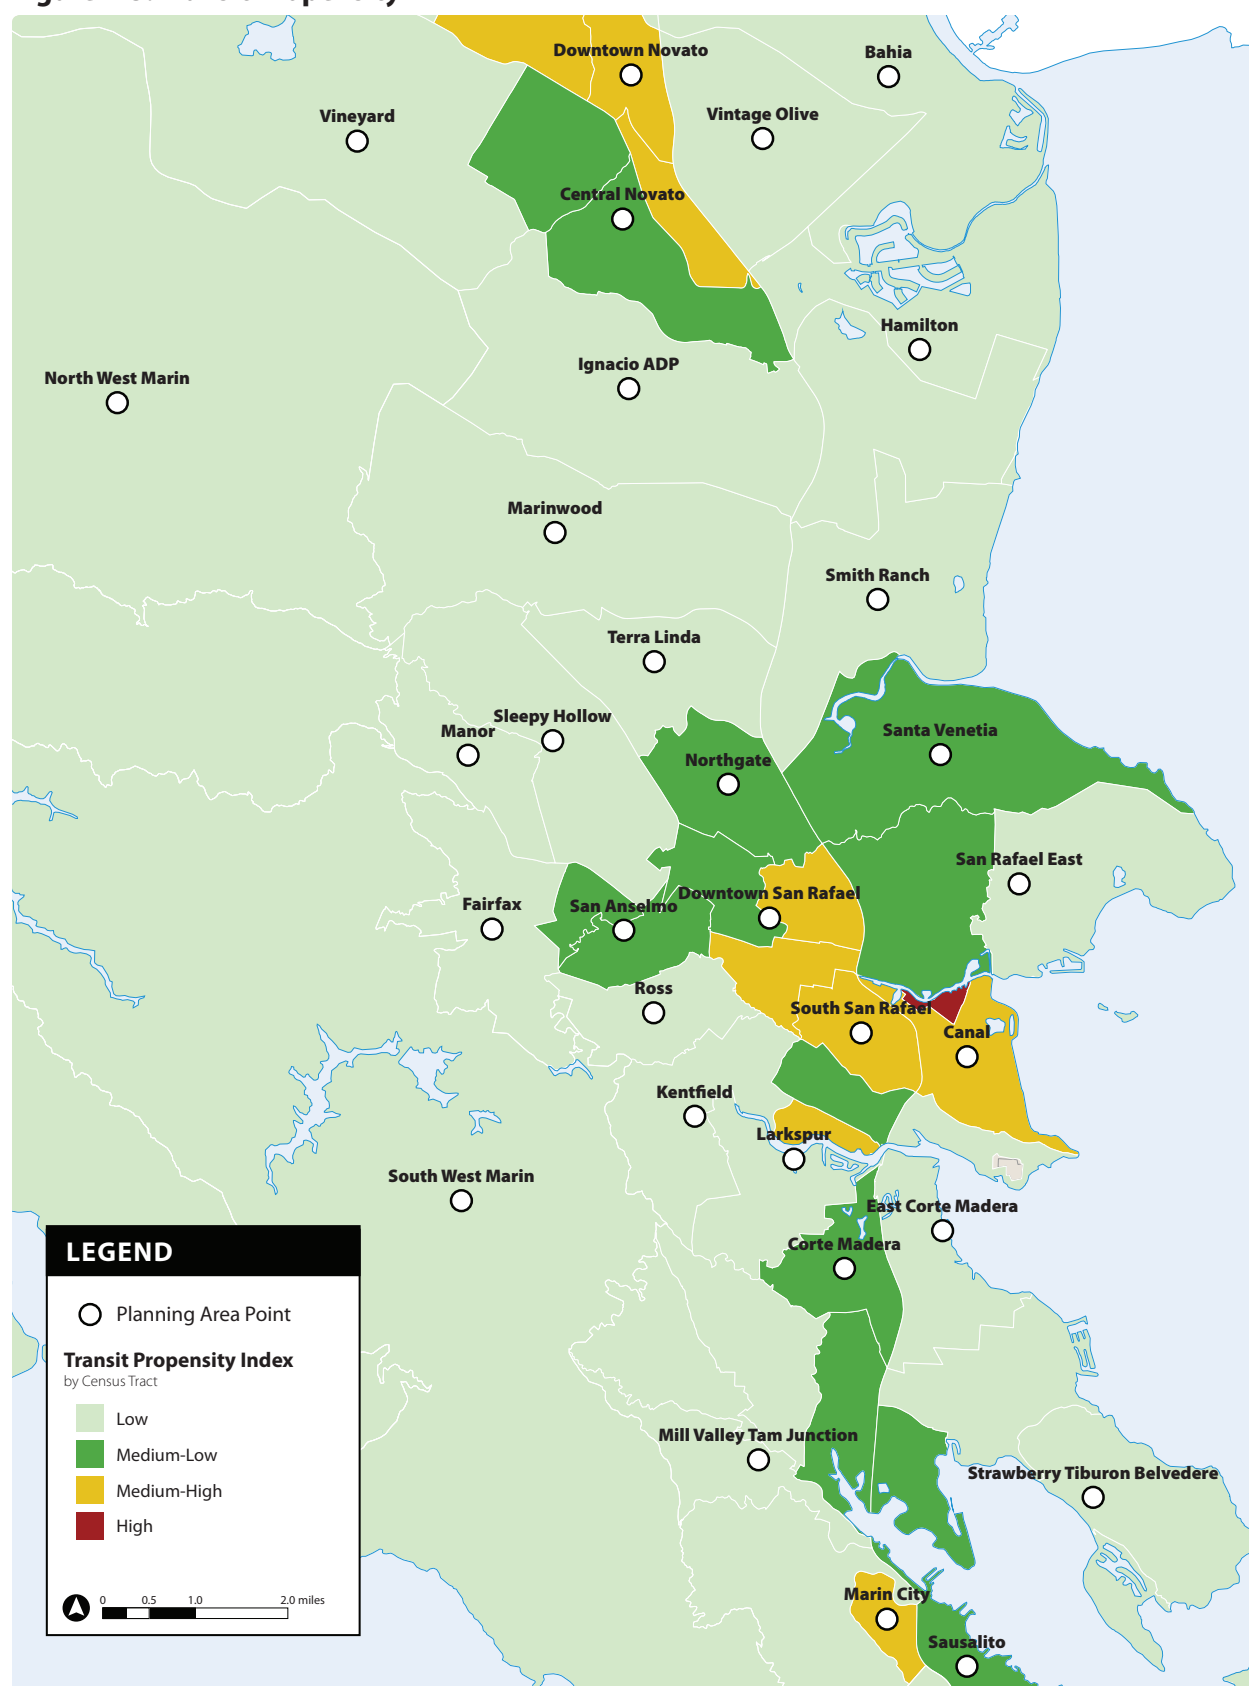 Downtown Novato
Bahia
Vineyard
Vintage Olive
Central Novato
Hamilton
Ignacio ADP
North West Marin
Marinwood
Smith Ranch
Terra Linda
Sleepy Hollow
Manor
Santa Venetia
Northgate
San Rafael East
Downtown San Rafael
Fairfax
San Anselmo
Ross
South San Rafael
Canal
Kentfield
Larkspur
South West Marin
East Corte Madera
Corte Madera
LEGEND
Planning Area Point
Transit Propensity Index
by Census Tract
Low
Medium-Low
Medium-High
High
0 0.5 1.0 2.0 miles
Mill Valley Tam Junction
Strawberry Tiburon Belvedere
Marin City
Sausalito